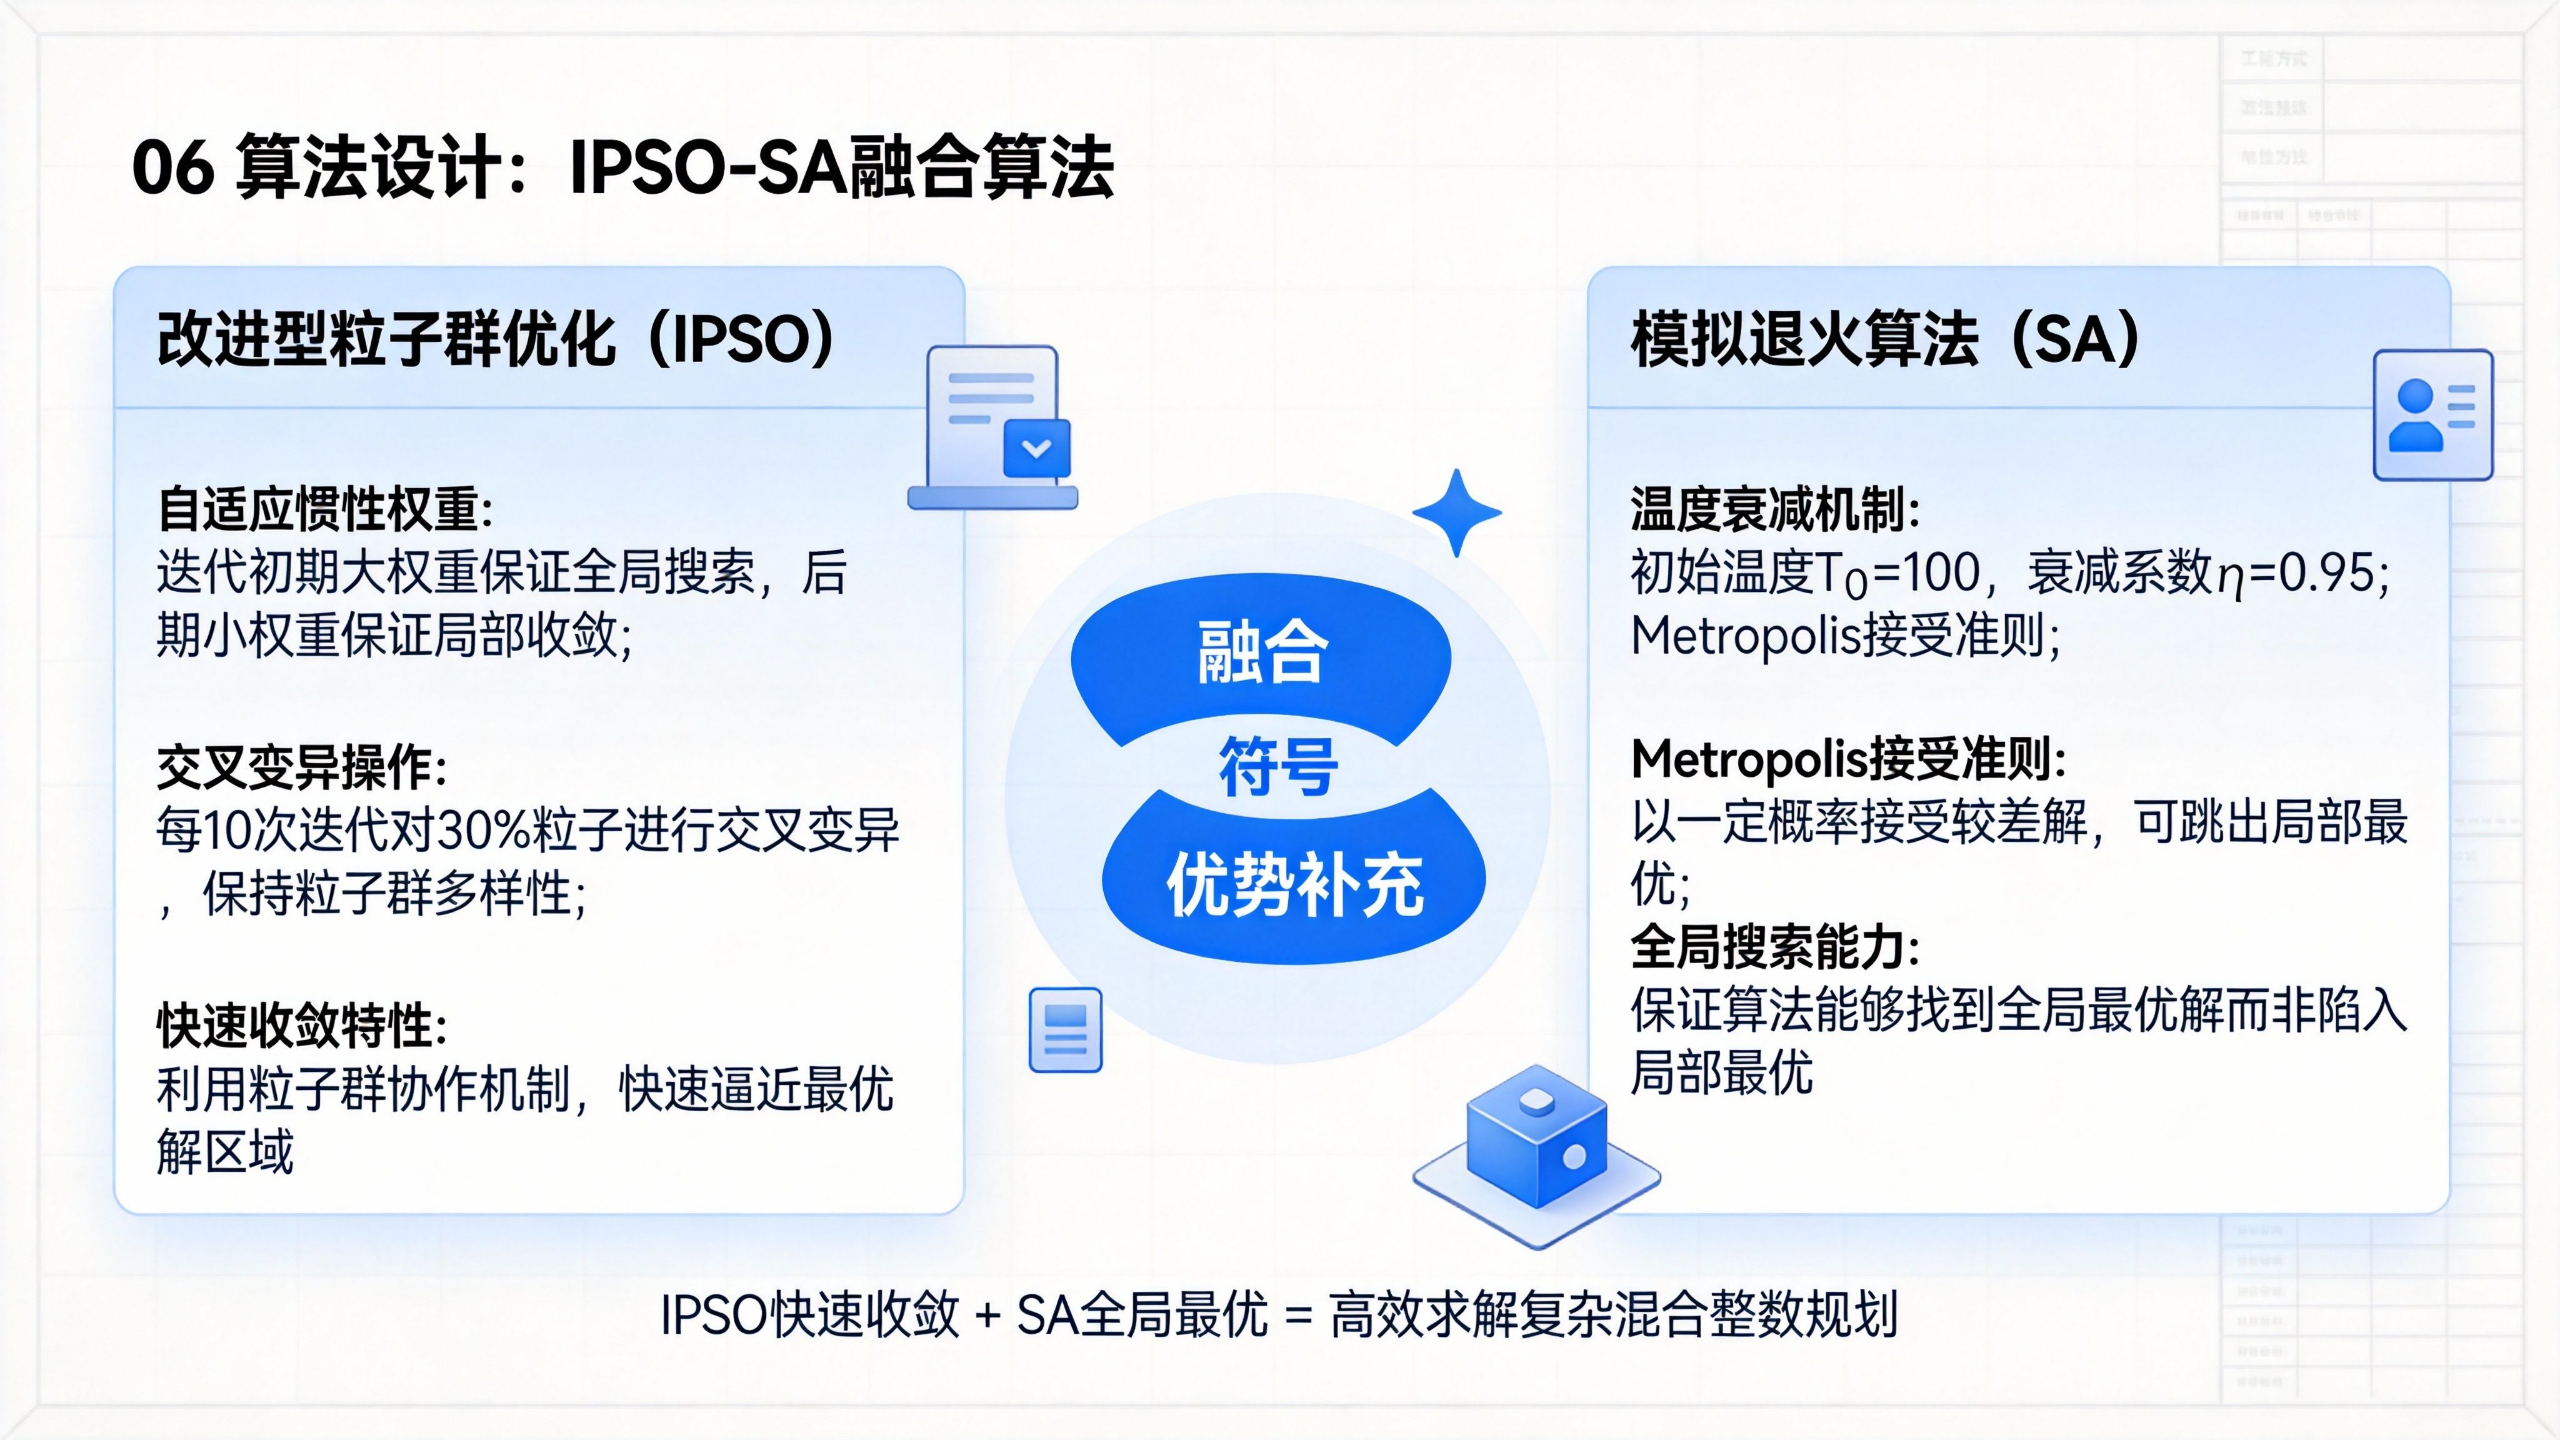 06 算法设计：IPSO-SA融合算法
改进型粒子群优化（IPSO）
自适应惯性权重：
迭代初期大权重保证全局搜索，后
期小权重保证局部收敛；
交叉变异操作：
每10次迭代对30%粒子进行交叉变异
，保持粒子群多样性；
快速收敛特性：
利用粒子群协作机制，快速逼近最优
解区域
融合
符号
优势补充
模拟退火算法（SA）
温度衰减机制：
初始温度T₀=100，衰减系数η=0.95；
Metropolis接受准则；
Metropolis接受准则：
以一定概率接受较差解，可跳出局部最
优；
全局搜索能力：
保证算法能够找到全局最优解而非陷入
局部最优
IPSO快速收敛 + SA全局最优 = 高效求解复杂混合整数规划